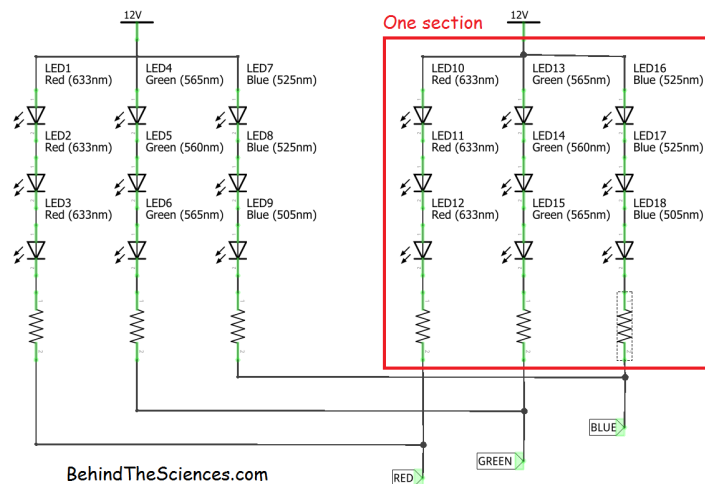 12V
12V
One section
LED1
Red (633nm)
LED4
Green (565nm)
LED7
Blue (525nm)
LED10
Red (633nm)
LED13
Green (565nm)
LED16
Blue (525nm)
LED2
Red (633nm)
LED5
Green (560nm)
LED8
Blue (525nm)
LED11
Red (633nm)
LED14
Green (560nm)
LED17
Blue (525nm)
LED3
Red (633nm)
LED6
Green (565nm)
LED9
Blue (505nm)
LED12
Red (633nm)
LED15
Green (565nm)
LED18
Blue (505nm)
BLUE
GREEN
RED
BehindTheSciences.com